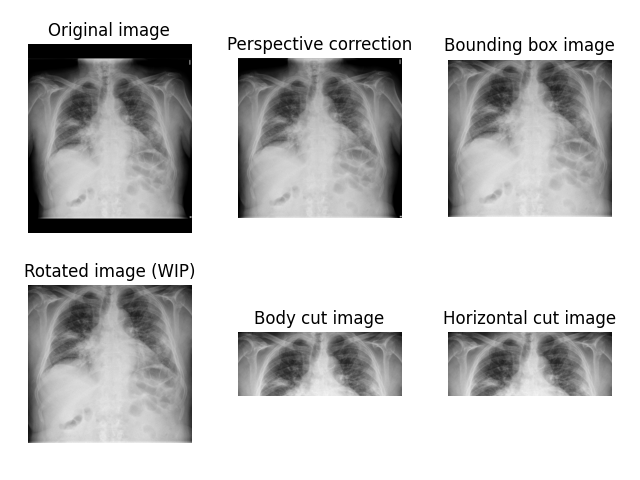 Original image
Perspective correction
Bounding box image
Rotated image (WIP)
Body cut image
Horizontal cut image